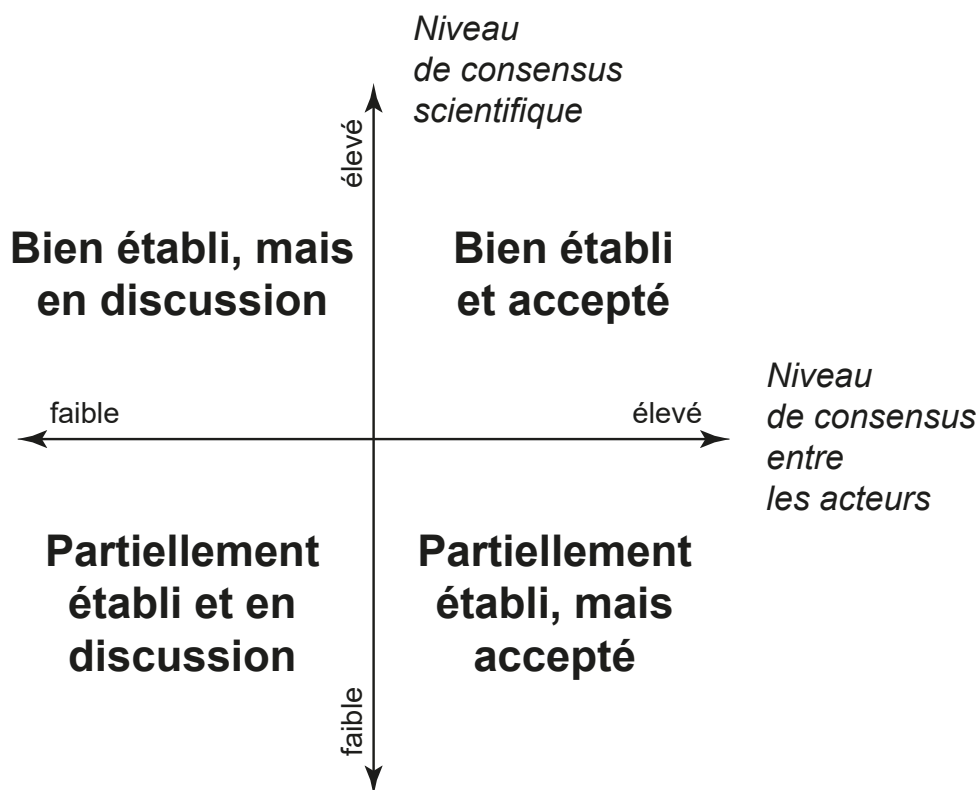 Niveau
de consensus
scientifique
élevé
Bien établi, mais
en discussion
Bien établi
et accepté
faible
élevé
Niveau
de consensus
entre
les acteurs
Partiellement
établi et en
discussion
Partiellement
établi, mais
accepté
faible